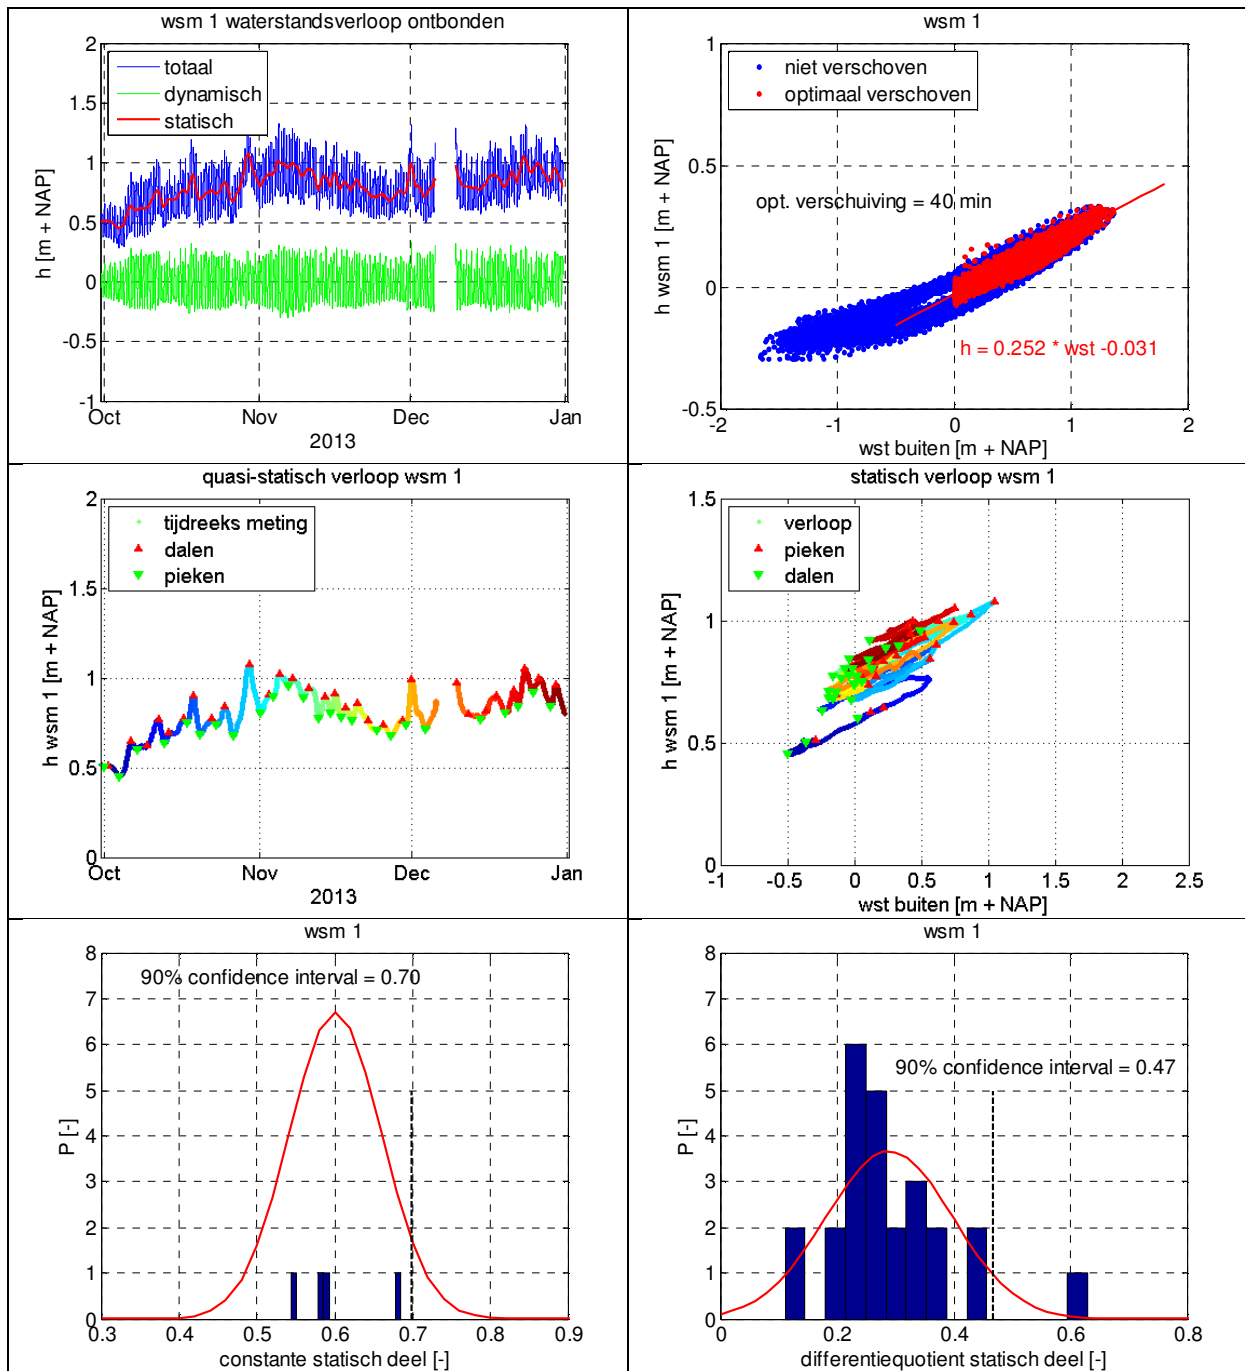 wsm 1 waterstandsverloop ontbonden
2
1.5
1
0.5
0
-0.5
-1
h [m + NAP]
totaal
dynamisch
statisch
Oct
Nov
Dec
Jan
2013
wsm 1
1
0.5
0
-0.5
h wsm 1 [m + NAP]
niet verschoven
optimaal verschoven
opt. verschuiving = 40 min
h = 0.252 * wst -0.031
-2
-1
0
1
2
wst buiten [m + NAP]
quasi-statisch verloop wsm 1
2
1.5
1
0.5
0
h wsm 1 [m + NAP]
tijdreeks meting
dalen
pieken
Oct
Nov
Dec
Jan
2013
statisch verloop wsm 1
1.5
1
0.5
0
h wsm 1 [m + NAP]
verloop
pieken
dalen
-1
-0.5
0
0.5
1
1.5
2
2.5
wst buiten [m + NAP]
wsm 1
8
7
6
5
4
3
2
1
0
P [-]
90% confidence interval = 0.70
0.3
0.4
0.5
0.6
0.7
0.8
0.9
constante statisch deel [-]
wsm 1
8
7
6
5
4
3
2
1
0
P [-]
90% confidence interval = 0.47
0
0.2
0.4
0.6
0.8
differentiequotient statisch deel [-]